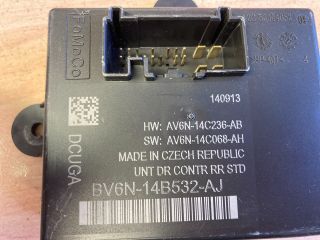 FoMoCo
140913
HW: AV6N-14C236-AB
SW: AV6N-14C068-AH
MADE IN CZECH REPUBLIC
UNT DR CONTR RR STD
DCUGA
BV6N-14B532-AJ